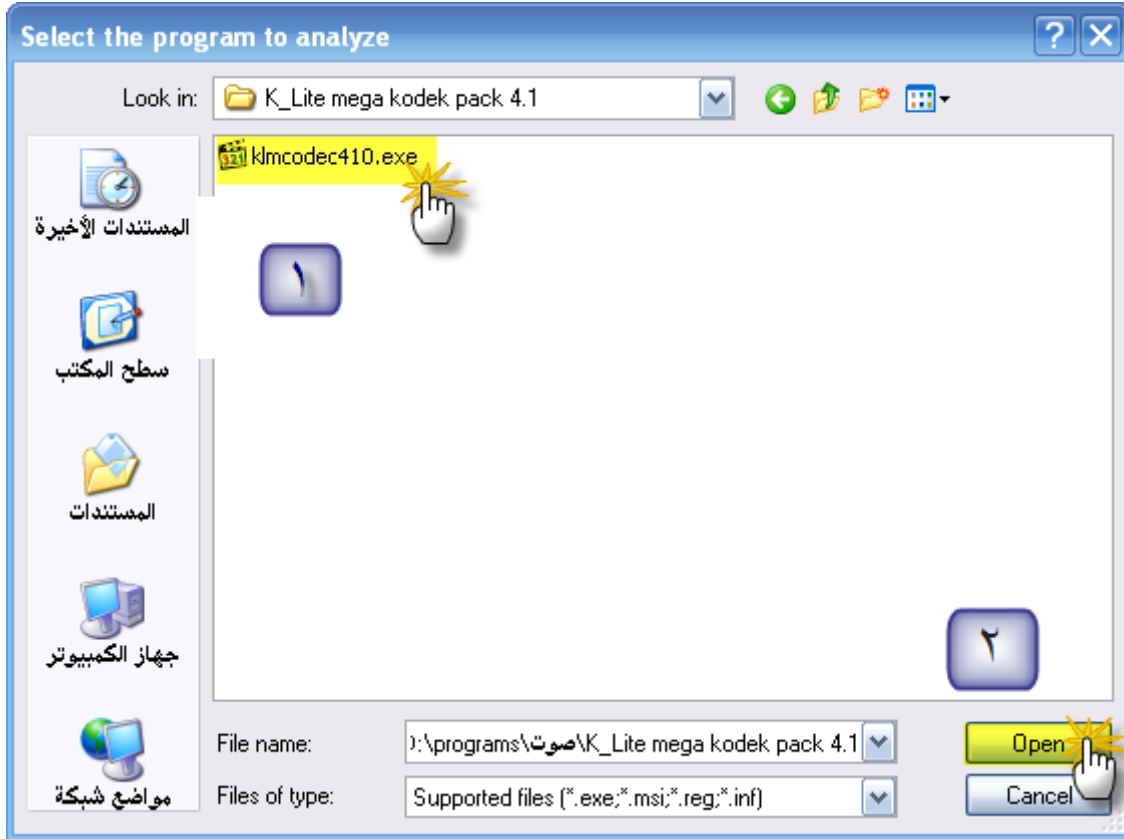 Select the program to analyze
Look in: K_Lite mega kodek pack 4.1
klmcodec410.exe
المستندات الأخيرة
١
سطح المكتب
المستندات
جهاز الكمبيوتر
٢
مواضع شبكة
File name: :\programs\صوت\K_Lite mega kodek pack 4.1
Open
Files of type: Supported files (*.exe;*.msi;*.reg;*.inf)
Cancel